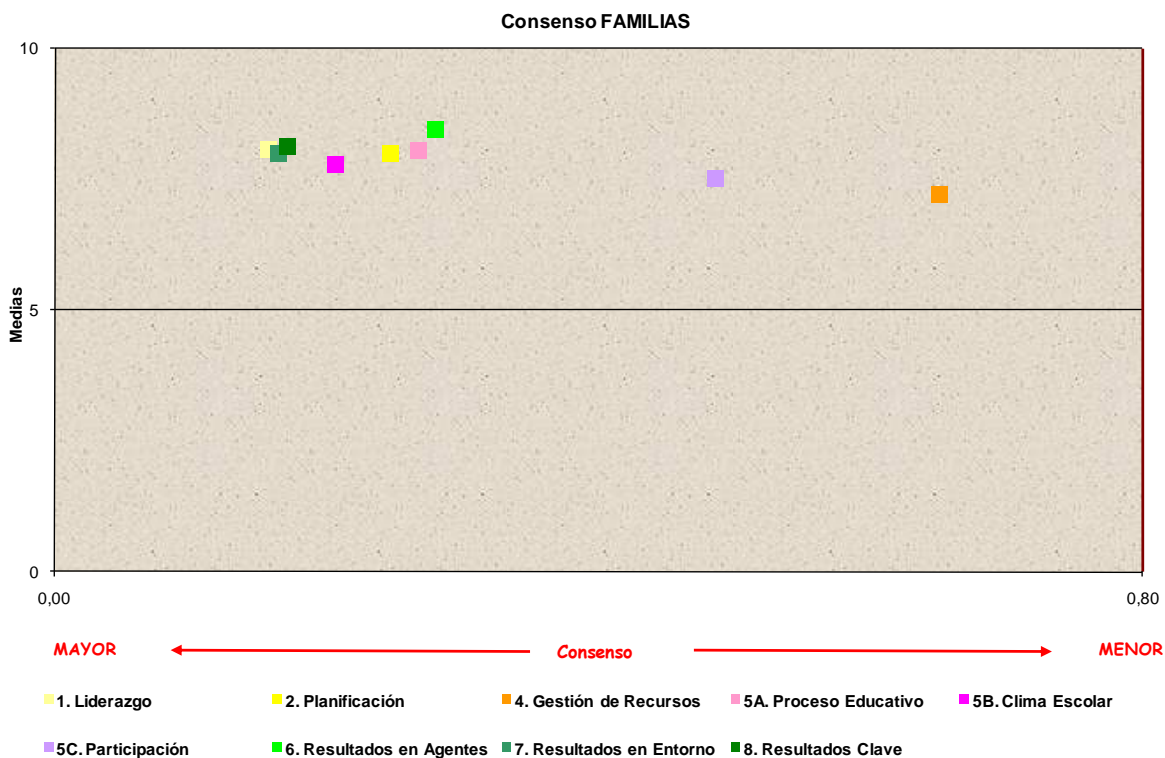 Consenso FAMILIAS
10
Medias
5
0
0,00
0,80
MAYOR
Consenso
MENOR
1. Liderazgo
2. Planificación
4. Gestión de Recursos
5A. Proceso Educativo
5B. Clima Escolar
5C. Participación
6. Resultados en Agentes
7. Resultados en Entorno
8. Resultados Clave